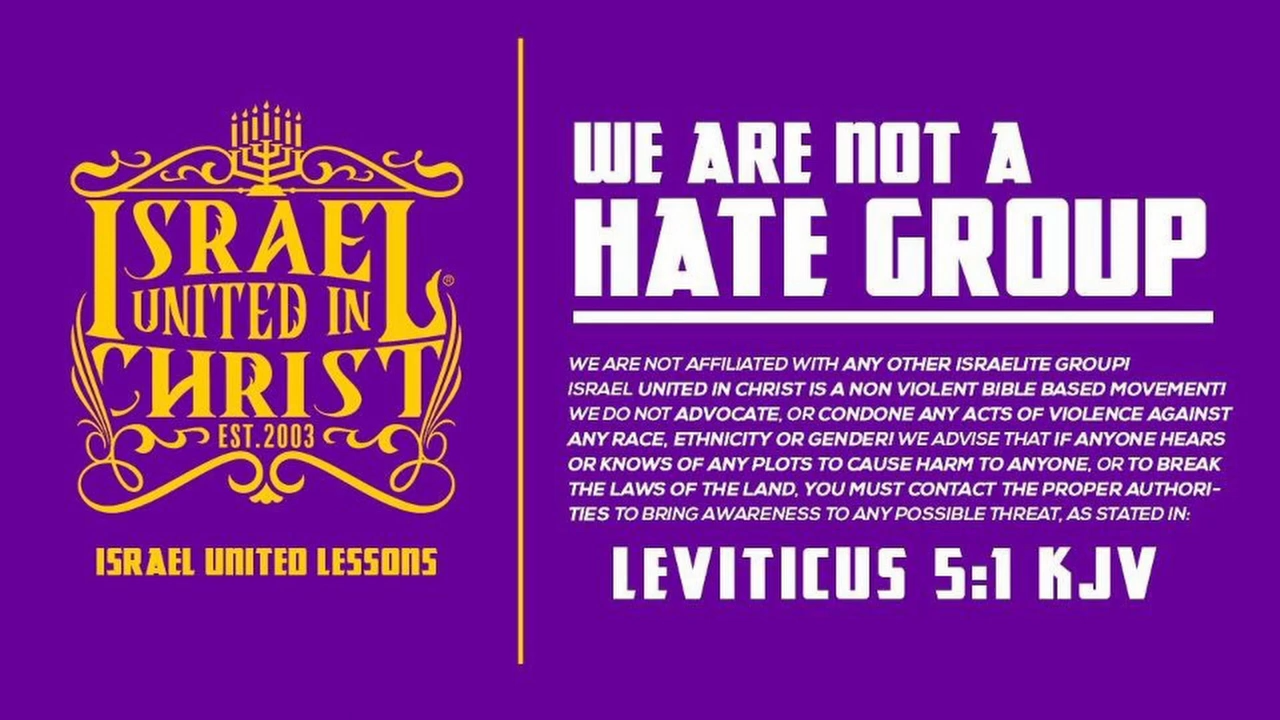 ISRAEL
UNITED IN
CHRIST
EST.2003
®
ISRAEL UNITED LESSONS
WE ARE NOT A
HATE GROUP
WE ARE NOT AFFILIATED WITH ANY OTHER ISRAELITE GROUP!
ISRAEL UNITED IN CHRIST IS A NON VIOLENT BIBLE BASED MOVEMENT!
WE DO NOT ADVOCATE, OR CONDONE ANY ACTS OF VIOLENCE AGAINST
ANY RACE, ETHNICITY OR GENDER! WE ADVISE THAT IF ANYONE HEARS
OR KNOWS OF ANY PLOTS TO CAUSE HARM TO ANYONE, OR TO BREAK
THE LAWS OF THE LAND, YOU MUST CONTACT THE PROPER AUTHORI-
TIES TO BRING AWARENESS TO ANY POSSIBLE THREAT, AS STATED IN:
LEVITICUS 5:1 KJV